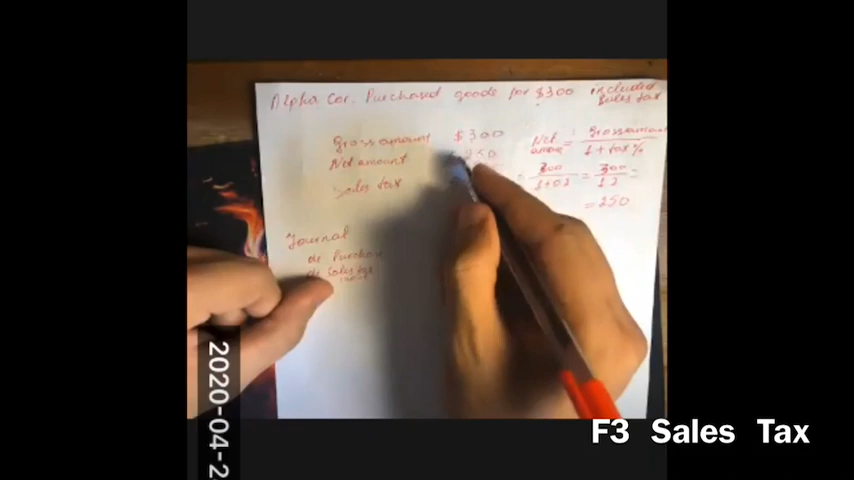 Alpha Cor. Purchased goods for $300 included
Sales tax
Gross amount $300
Net amount 250
Sales tax
Net amount = Gross amount / 1 + tax%
= 300 / 1+0.2 = 300 / 1.2 =
= 250
Journal
dr Purchase
dr Sales tax
2020-04-2
F3 Sales Tax